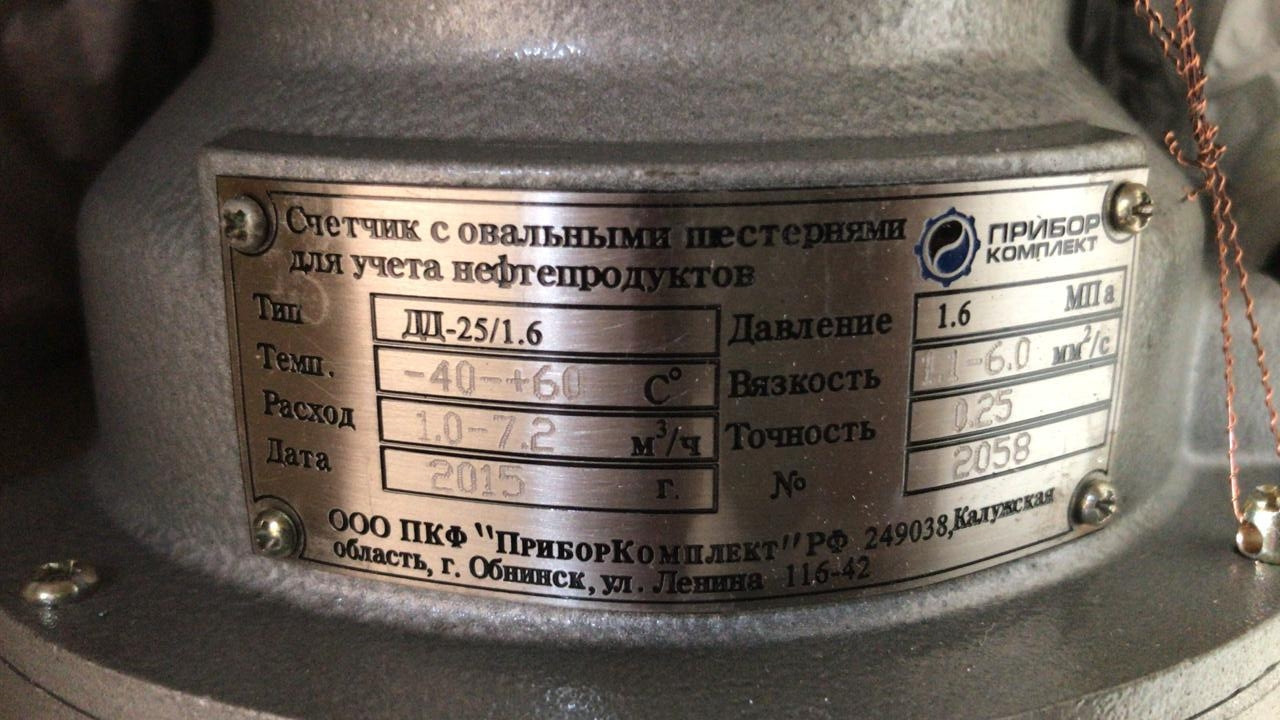 Счетчик с овальными шестернями
для учета нефтепродуктов
ПРИБОР
КОМПЛЕКТ
Тип ДД-25/1.6 Давление 1.6 МПа
Темп. -40-+60 С° Вязкость 1.1-6.0 мм²/с
Расход 1.0-7.2 м³/ч Точность 0.25
Дата 2015 г. № 2058
ООО ПКФ "ПриборКомплект" РФ 249038, Калужская
область, г. Обнинск, ул. Ленина 116-42